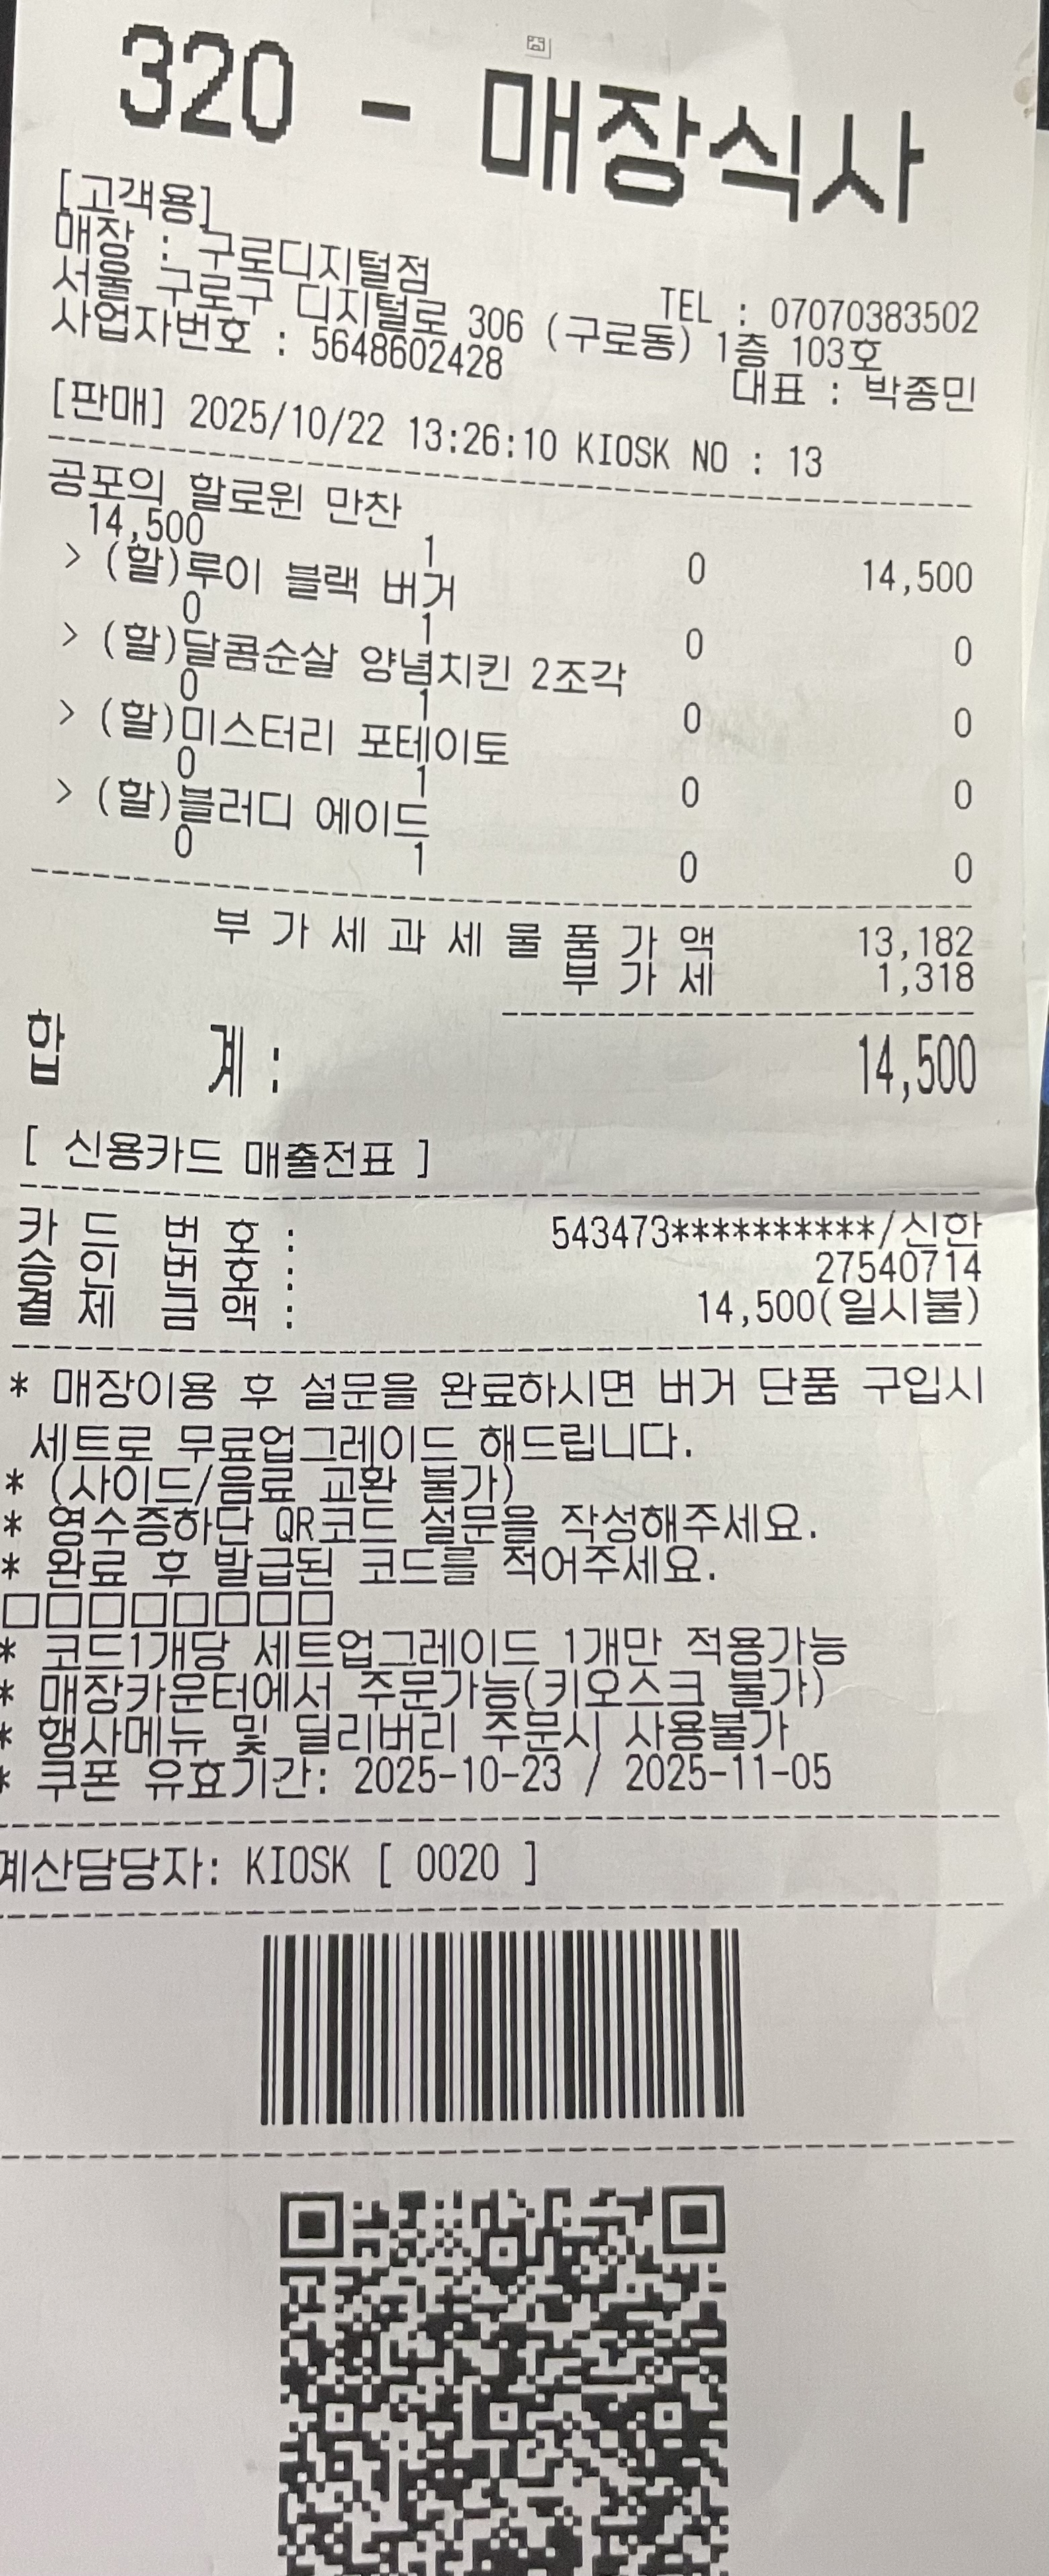 320 - 매장식사
[고객용]
매장 : 구로디지털점 TEL : 07070383502
서울 구로구 디지털로 306 (구로동) 1층 103호
사업자번호 : 5648602428 대표 : 박종민
[판매] 2025/10/22 13:26:10 KIOSK NO : 13
공포의 할로윈 만찬
14,500 1 0 14,500
> (할)루이 블랙 버거
0 1 0 0
> (할)달콤순살 양념치킨 2조각
0 1 0 0
> (할)미스터리 포테이토
0 1 0 0
> (할)블러디 에이드
0 1 0 0
부 가 세 과 세 물 품 가 액 13,182
부 가 세 1,318
합 계 : 14,500
[ 신용카드 매출전표 ]
카 드 번 호 : 543473**********/신한
승 인 번 호 : 27540714
결 제 금 액 : 14,500(일시불)
* 매장이용 후 설문을 완료하시면 버거 단품 구입시
세트로 무료업그레이드 해드립니다.
* (사이드/음료 교환 불가)
* 영수증하단 QR코드 설문을 작성해주세요.
* 완료 후 발급된 코드를 적어주세요.
□□□□□□□□
* 코드1개당 세트업그레이드 1개만 적용가능
* 매장카운터에서 주문가능(키오스크 불가)
* 행사메뉴 및 딜리버리 주문시 사용불가
* 쿠폰 유효기간: 2025-10-23 / 2025-11-05
계산담당자: KIOSK [ 0020 ]